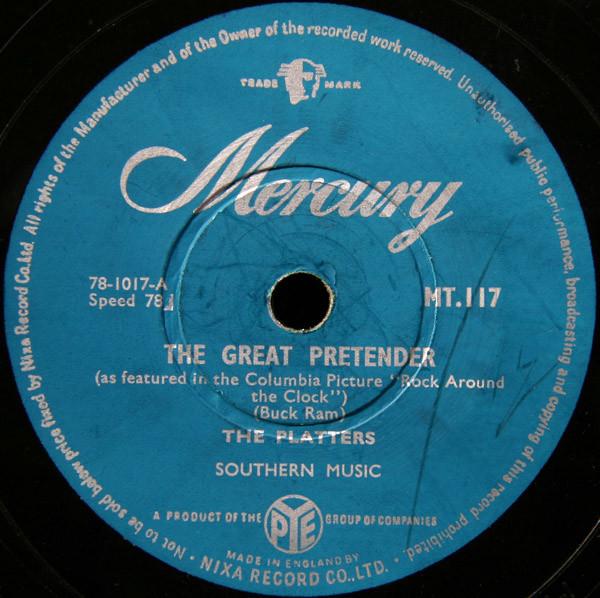 Not to be sold below price fixed by Nixa Record Co. Ltd. All rights of the Manufacturer and of the Owner of the recorded work reserved. Unauthorised public performance, broadcasting and copying of this record prohibited.
TRADE MARK
Mercury
78-1017-A
Speed 78
MT.117
THE GREAT PRETENDER
(as featured in the Columbia Picture "Rock Around
the Clock")
(Buck Ram)
THE PLATTERS
SOUTHERN MUSIC
A PRODUCT OF THE PYE GROUP OF COMPANIES
MADE IN ENGLAND BY
NIXA RECORD CO., LTD.